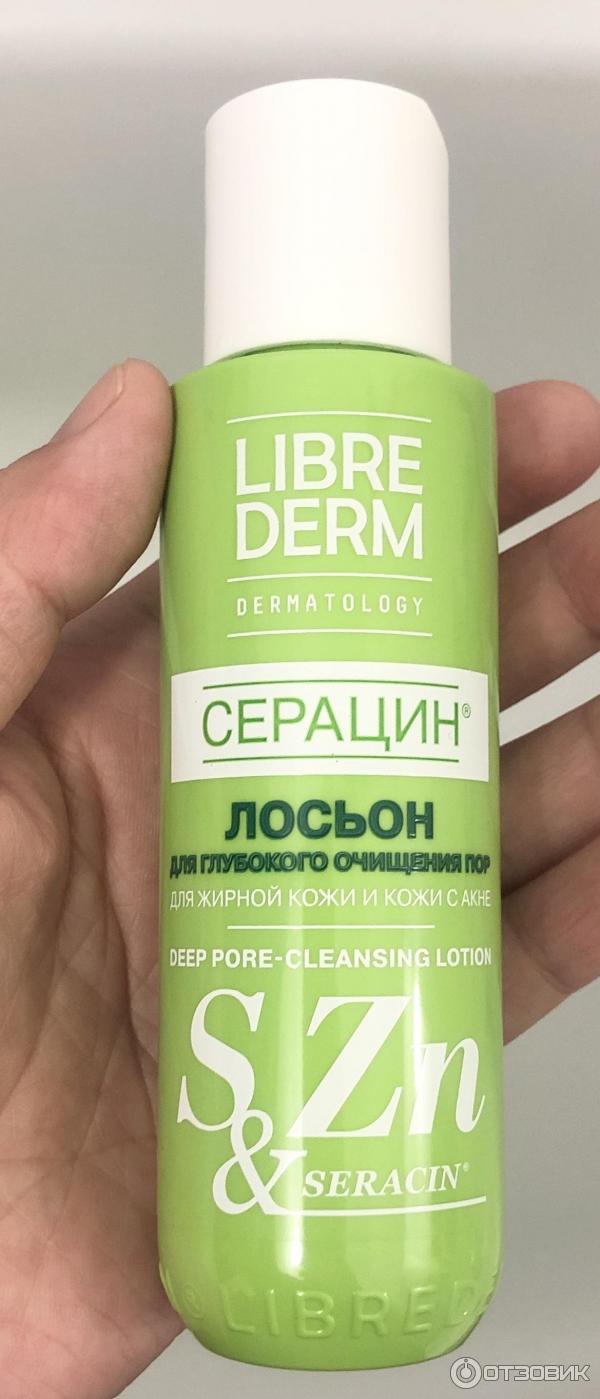 LIBRE
DERM
DERMATOLOGY
СЕРАЦИН®
ЛОСЬОН
ДЛЯ ГЛУБОКОГО ОЧИЩЕНИЯ ПОР
ДЛЯ ЖИРНОЙ КОЖИ И КОЖИ С АКНЕ
DEEP PORE-CLEANSING LOTION
S&Zn
SERACIN®
® LIBREDE
ОТЗОВИК